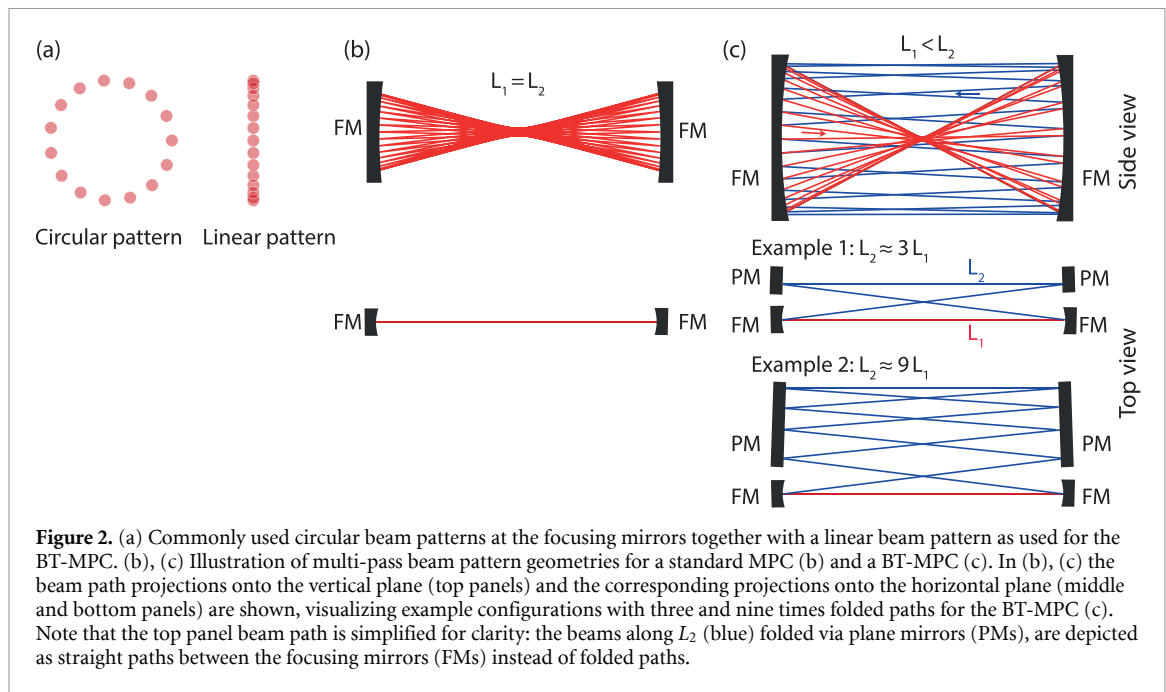 (a)
(b)
(c)
L₁ = L₂
L₁ < L₂
FM
FM
FM
FM
Side view
Circular pattern
Linear pattern
Example 1: L₂ ≈ 3 L₁
PM
L₂
PM
FM
FM
FM
L₁
FM
Example 2: L₂ ≈ 9 L₁
Top view
PM
PM
FM
FM
Figure 2. (a) Commonly used circular beam patterns at the focusing mirrors together with a linear beam pattern as used for the
BT-MPC. (b), (c) Illustration of multi-pass beam pattern geometries for a standard MPC (b) and a BT-MPC (c). In (b), (c) the
beam path projections onto the vertical plane (top panels) and the corresponding projections onto the horizontal plane (middle
and bottom panels) are shown, visualizing example configurations with three and nine times folded paths for the BT-MPC (c).
Note that the top panel beam path is simplified for clarity: the beams along L₂ (blue) folded via plane mirrors (PMs), are depicted
as straight paths between the focusing mirrors (FMs) instead of folded paths.